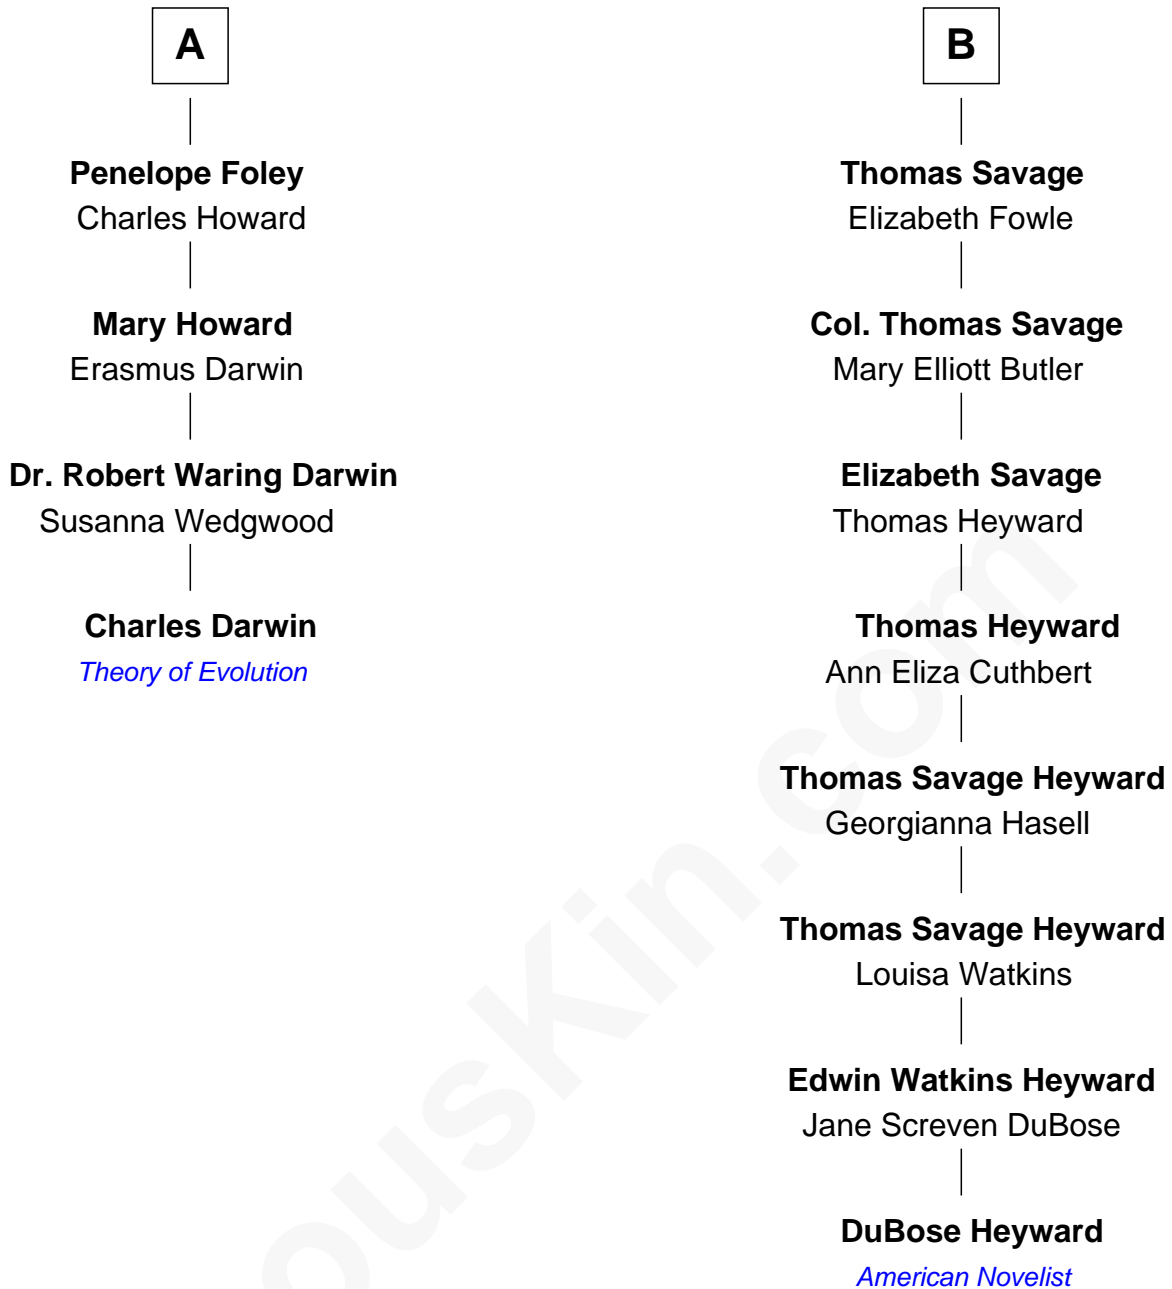 A
Penelope Foley
Charles Howard
Mary Howard
Erasmus Darwin
Dr. Robert Waring Darwin
Susanna Wedgwood
Charles Darwin
Theory of Evolution
B
Thomas Savage
Elizabeth Fowle
Col. Thomas Savage
Mary Elliott Butler
Elizabeth Savage
Thomas Heyward
Thomas Heyward
Ann Eliza Cuthbert
Thomas Savage Heyward
Georgianna Hasell
Thomas Savage Heyward
Louisa Watkins
Edwin Watkins Heyward
Jane Screven DuBose
DuBose Heyward
American Novelist
ousKin.com